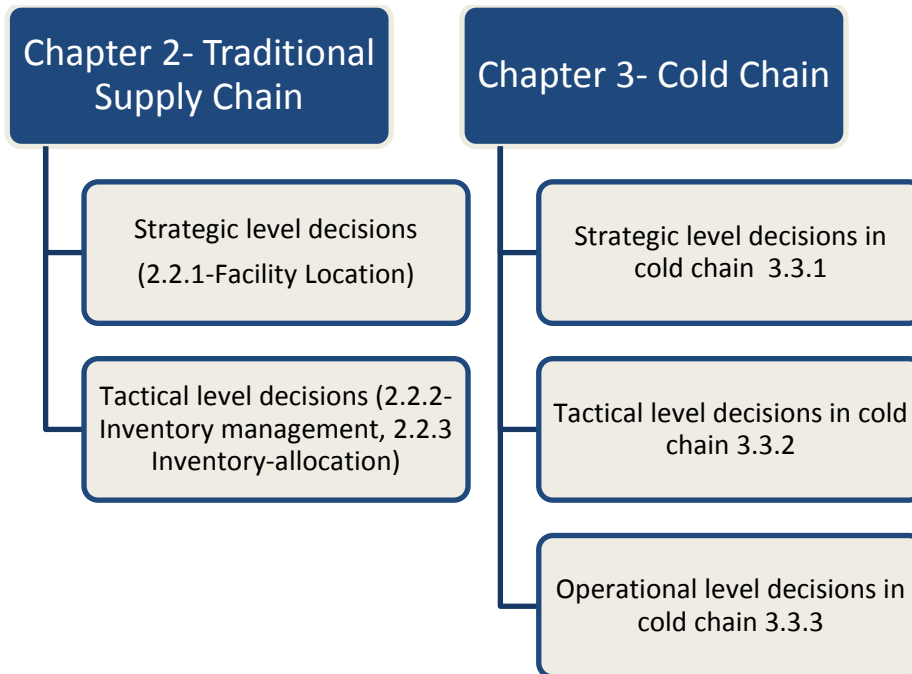 Chapter 2- Traditional
Supply Chain
Strategic level decisions
(2.2.1-Facility Location)
Tactical level decisions (2.2.2-
Inventory management, 2.2.3
Inventory-allocation)
Chapter 3- Cold Chain
Strategic level decisions in
cold chain 3.3.1
Tactical level decisions in cold
chain 3.3.2
Operational level decisions in
cold chain 3.3.3